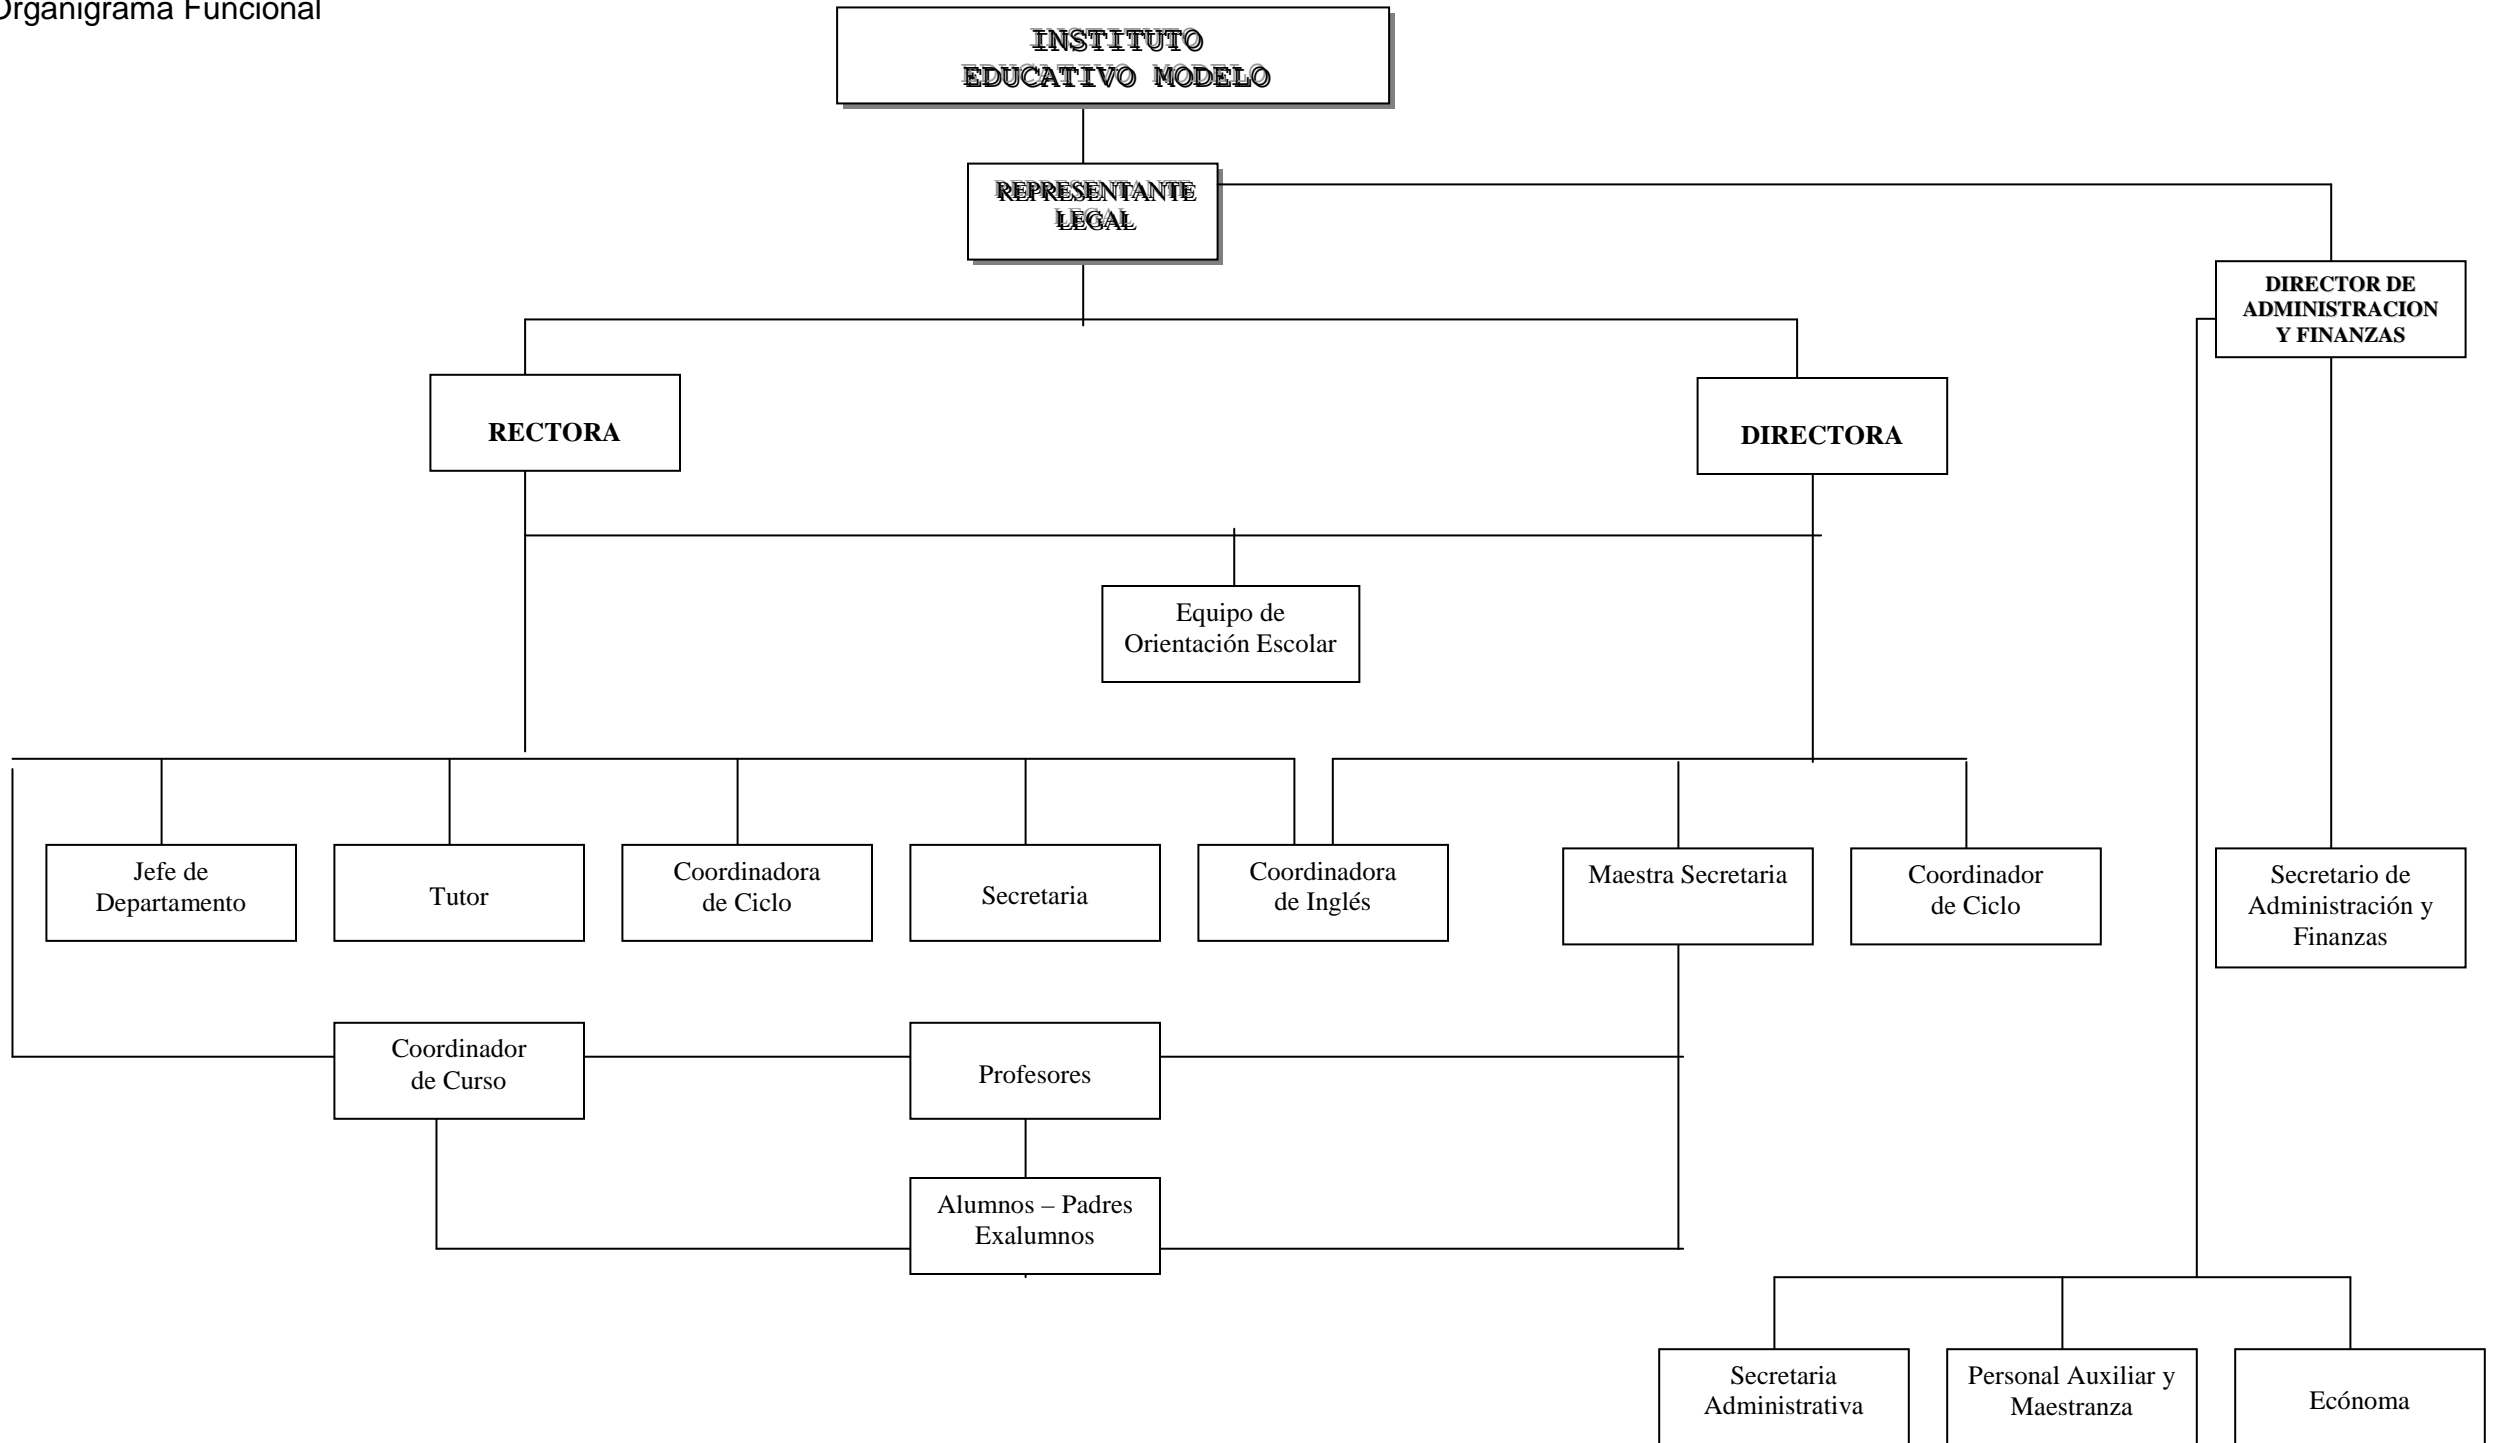 Organigrama Funcional
INSTITUTO
EDUCATIVO MODELO
REPRESENTANTE
LEGAL
DIRECTOR DE
ADMINISTRACION
Y FINANZAS
RECTORA
DIRECTORA
Equipo de
Orientación Escolar
Jefe de
Departamento
Tutor
Coordinadora
de Ciclo
Secretaria
Coordinadora
de Inglés
Maestra Secretaria
Coordinador
de Ciclo
Secretario de
Administración y
Finanzas
Coordinador
de Curso
Profesores
Alumnos – Padres
Exalumnos
Secretaria
Administrativa
Personal Auxiliar y
Maestranza
Ecónoma